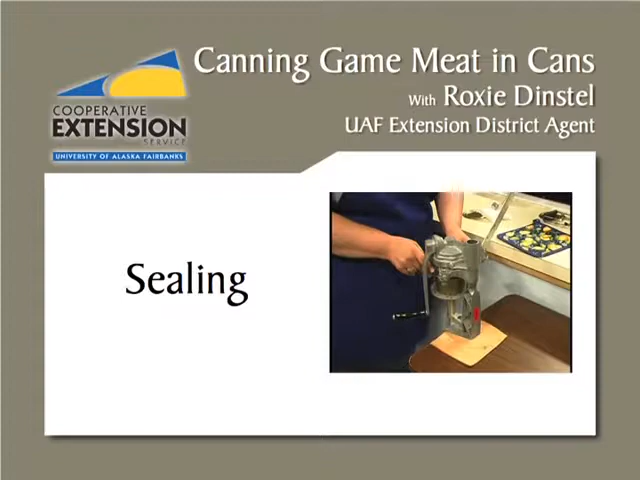 Canning Game Meat in Cans
With Roxie Dinstel
UAF Extension District Agent
COOPERATIVE
EXTENSION
SERVICE
UNIVERSITY OF ALASKA FAIRBANKS
Sealing